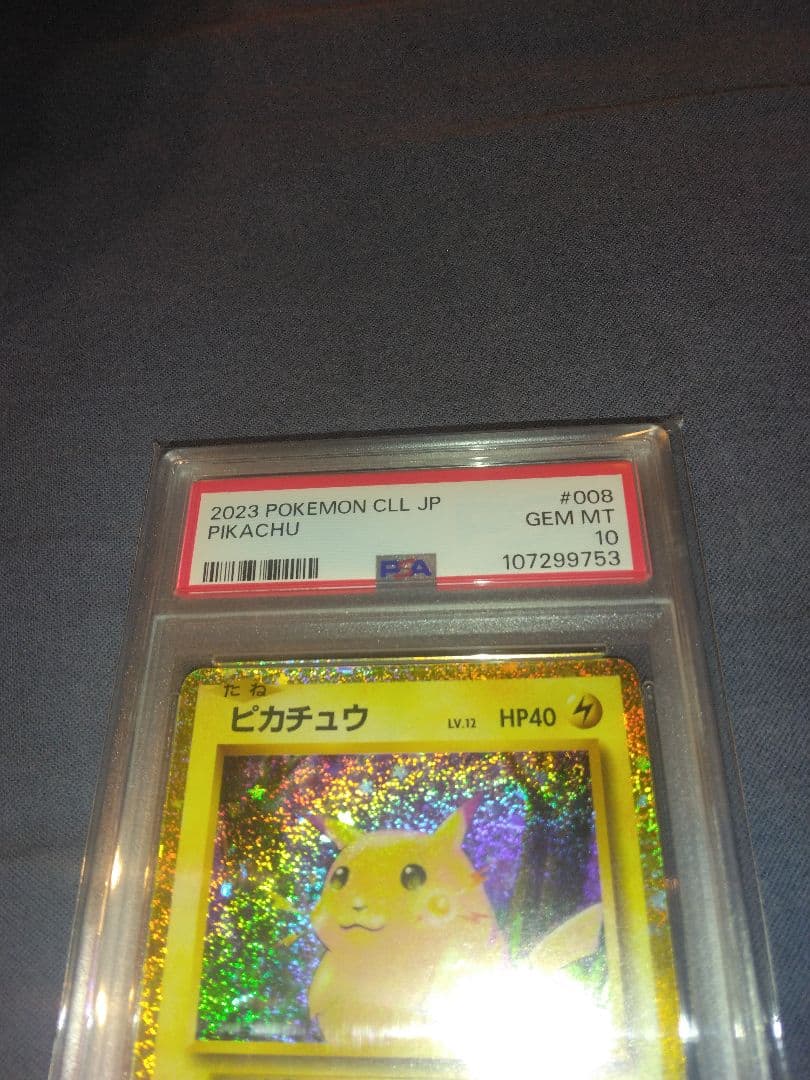 2023 POKEMON CLL JP #008
PIKACHU GEM MT
10
PSA 107299753
たね
ピカチュウ LV.12 HP40